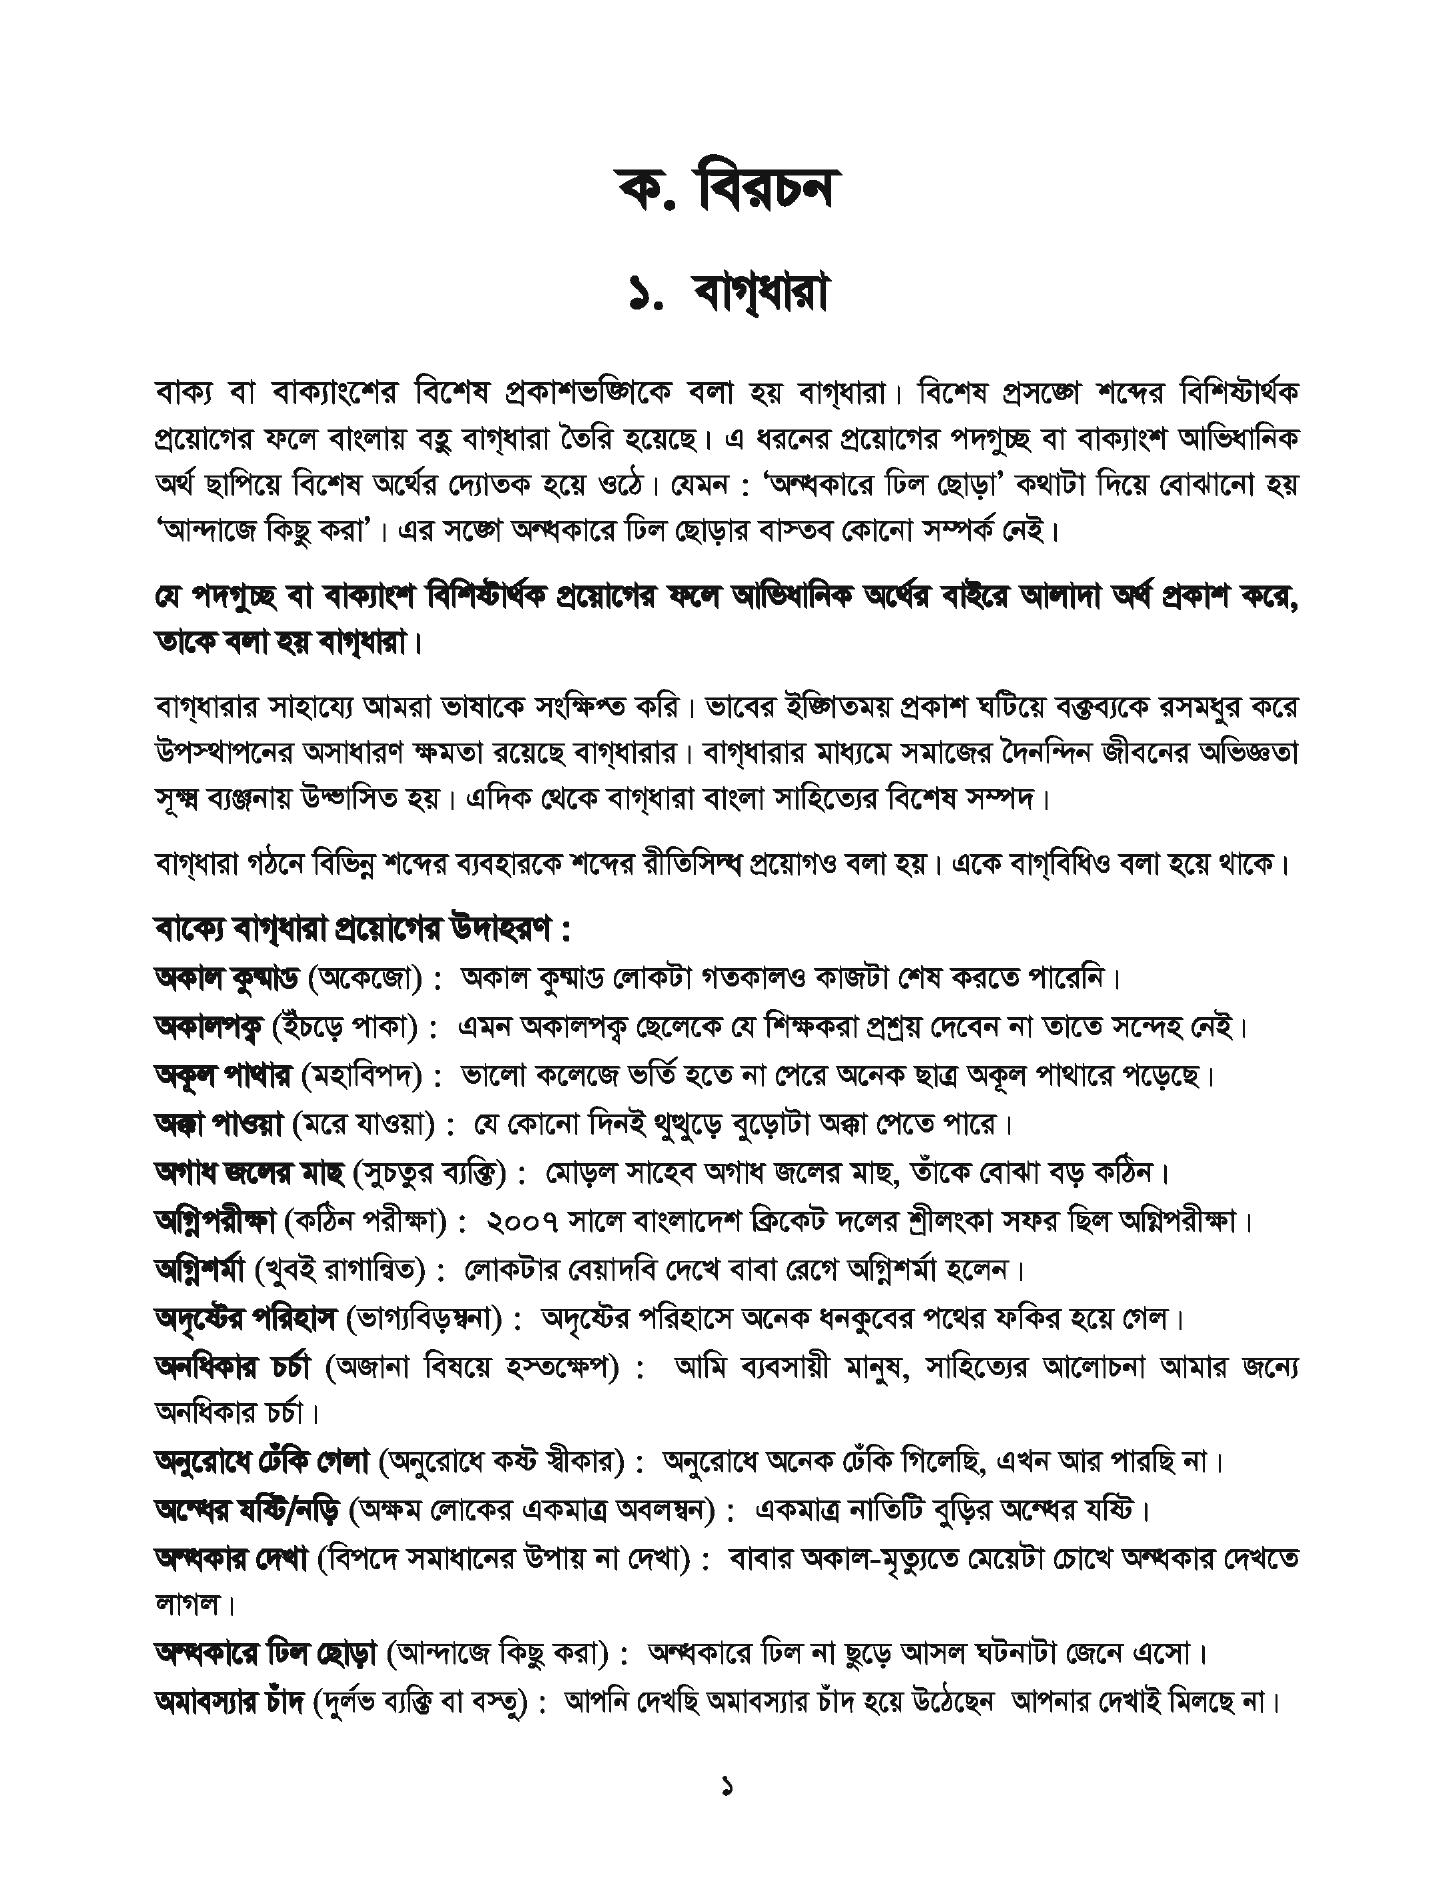 ক. বিরচন
১. বাগ্‌ধারা
বাক্য বা বাক্যাংশের বিশেষ প্রকাশভঙ্গিকে বলা হয় বাগ্‌ধারা। বিশেষ প্রসঙ্গে শব্দের বিশিষ্টার্থক
প্রয়োগের ফলে বাংলায় বহু বাগ্‌ধারা তৈরি হয়েছে। এ ধরনের প্রয়োগের পদগুচ্ছ বা বাক্যাংশ আভিধানিক
অর্থ ছাপিয়ে বিশেষ অর্থের দ্যোতক হয়ে ওঠে। যেমন : ‘অন্ধকারে ঢিল ছোড়া’ কথাটা দিয়ে বোঝানো হয়
‘আন্দাজে কিছু করা’। এর সঙ্গে অন্ধকারে ঢিল ছোড়ার বাস্তব কোনো সম্পর্ক নেই।
যে পদগুচ্ছ বা বাক্যাংশ বিশিষ্টার্থক প্রয়োগের ফলে আভিধানিক অর্থের বাইরে আলাদা অর্থ প্রকাশ করে,
তাকে বলা হয় বাগ্‌ধারা।
বাগ্‌ধারার সাহায্যে আমরা ভাষাকে সংক্ষিপ্ত করি। ভাবের ইঙ্গিতময় প্রকাশ ঘটিয়ে বক্তব্যকে রসমধুর করে
উপস্থাপনের অসাধারণ ক্ষমতা রয়েছে বাগ্‌ধারার। বাগ্‌ধারার মাধ্যমে সমাজের দৈনন্দিন জীবনের অভিজ্ঞতা
সূক্ষ্ম ব্যঞ্জনায় উদ্ভাসিত হয়। এদিক থেকে বাগ্‌ধারা বাংলা সাহিত্যের বিশেষ সম্পদ।
বাগ্‌ধারা গঠনে বিভিন্ন শব্দের ব্যবহারকে শব্দের রীতিসিদ্ধ প্রয়োগও বলা হয়। একে বাগ্‌বিধিও বলা হয়ে থাকে।
বাক্যে বাগ্‌ধারা প্রয়োগের উদাহরণ :
অকাল কুষ্মাণ্ড (অকেজো) : অকাল কুষ্মাণ্ড লোকটা গতকালও কাজটা শেষ করতে পারেনি।
অকালপক্ব (ইঁচড়ে পাকা) : এমন অকালপক্ব ছেলেকে যে শিক্ষকরা প্রশ্রয় দেবেন না তাতে সন্দেহ নেই।
অকূল পাথার (মহাবিপদ) : ভালো কলেজে ভর্তি হতে না পেরে অনেক ছাত্র অকূল পাথারে পড়েছে।
অক্কা পাওয়া (মরে যাওয়া) : যে কোনো দিনই থুত্থুড়ে বুড়োটা অক্কা পেতে পারে।
অগাধ জলের মাছ (সুচতুর ব্যক্তি) : মোড়ল সাহেব অগাধ জলের মাছ, তাঁকে বোঝা বড় কঠিন।
অগ্নিপরীক্ষা (কঠিন পরীক্ষা) : ২০০৭ সালে বাংলাদেশ ক্রিকেট দলের শ্রীলংকা সফর ছিল অগ্নিপরীক্ষা।
অগ্নিশর্মা (খুবই রাগান্বিত) : লোকটার বেয়াদবি দেখে বাবা রেগে অগ্নিশর্মা হলেন।
অদৃষ্টের পরিহাস (ভাগ্যবিড়ম্বনা) : অদৃষ্টের পরিহাসে অনেক ধনকুবের পথের ফকির হয়ে গেল।
অনধিকার চর্চা (অজানা বিষয়ে হস্তক্ষেপ) : আমি ব্যবসায়ী মানুষ, সাহিত্যের আলোচনা আমার জন্যে
অনধিকার চর্চা।
অনুরোধে ঢেঁকি গেলা (অনুরোধে কষ্ট স্বীকার) : অনুরোধে অনেক ঢেঁকি গিলেছি, এখন আর পারছি না।
অন্ধের যষ্টি/নড়ি (অক্ষম লোকের একমাত্র অবলম্বন) : একমাত্র নাতিটি বুড়ির অন্ধের যষ্টি।
অন্ধকার দেখা (বিপদে সমাধানের উপায় না দেখা) : বাবার অকাল-মৃত্যুতে মেয়েটা চোখে অন্ধকার দেখতে
লাগল।
অন্ধকারে ঢিল ছোড়া (আন্দাজে কিছু করা) : অন্ধকারে ঢিল না ছুড়ে আসল ঘটনাটা জেনে এসো।
অমাবস্যার চাঁদ (দুর্লভ ব্যক্তি বা বস্তু) : আপনি দেখছি অমাবস্যার চাঁদ হয়ে উঠেছেন আপনার দেখাই মিলছে না।
১